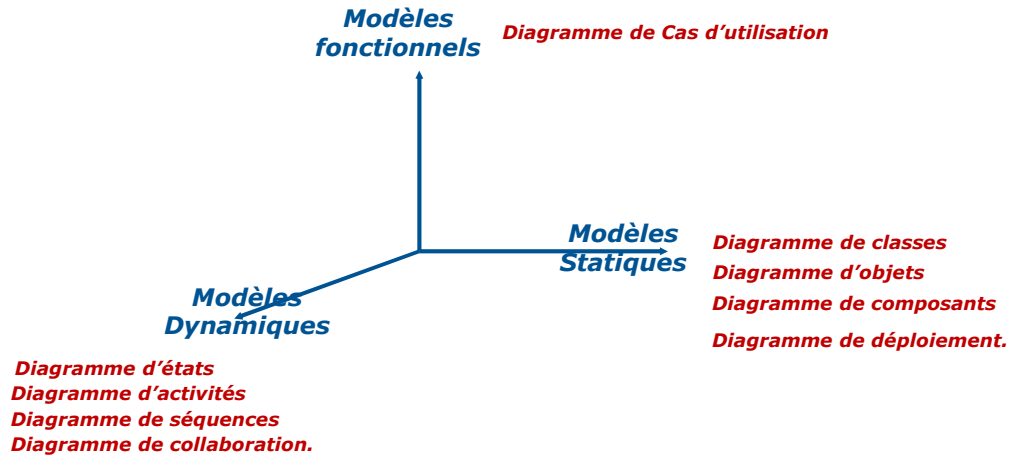 Modèles
fonctionnels
Diagramme de Cas d’utilisation
Modèles
Statiques
Diagramme de classes
Diagramme d’objets
Diagramme de composants
Diagramme de déploiement.
Modèles
Dynamiques
Diagramme d’états
Diagramme d’activités
Diagramme de séquences
Diagramme de collaboration.